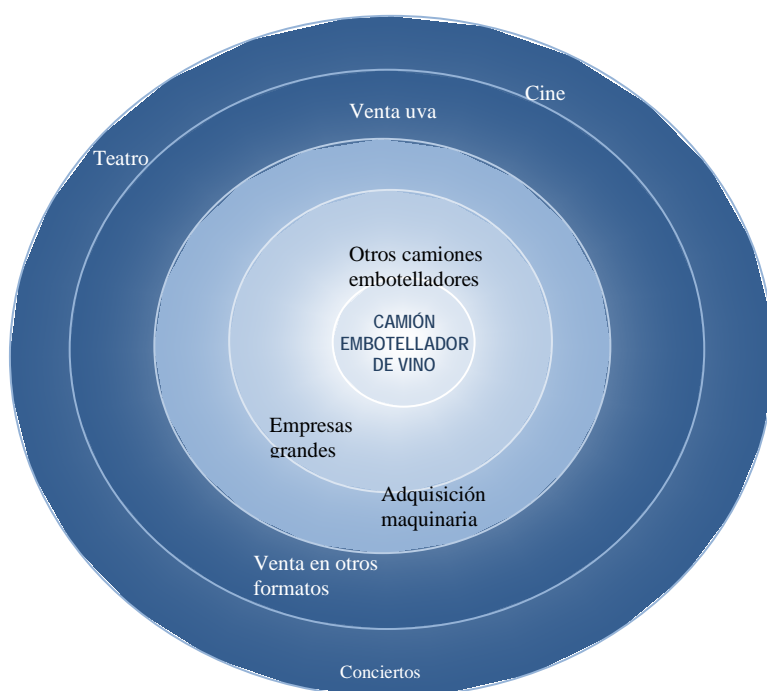 Cine
Venta uva
Teatro
Otros camiones
embotelladores
CAMIÓN
EMBOTELLADOR
DE VINO
Empresas
grandes
Adquisición
maquinaria
Venta en otros
formatos
Conciertos